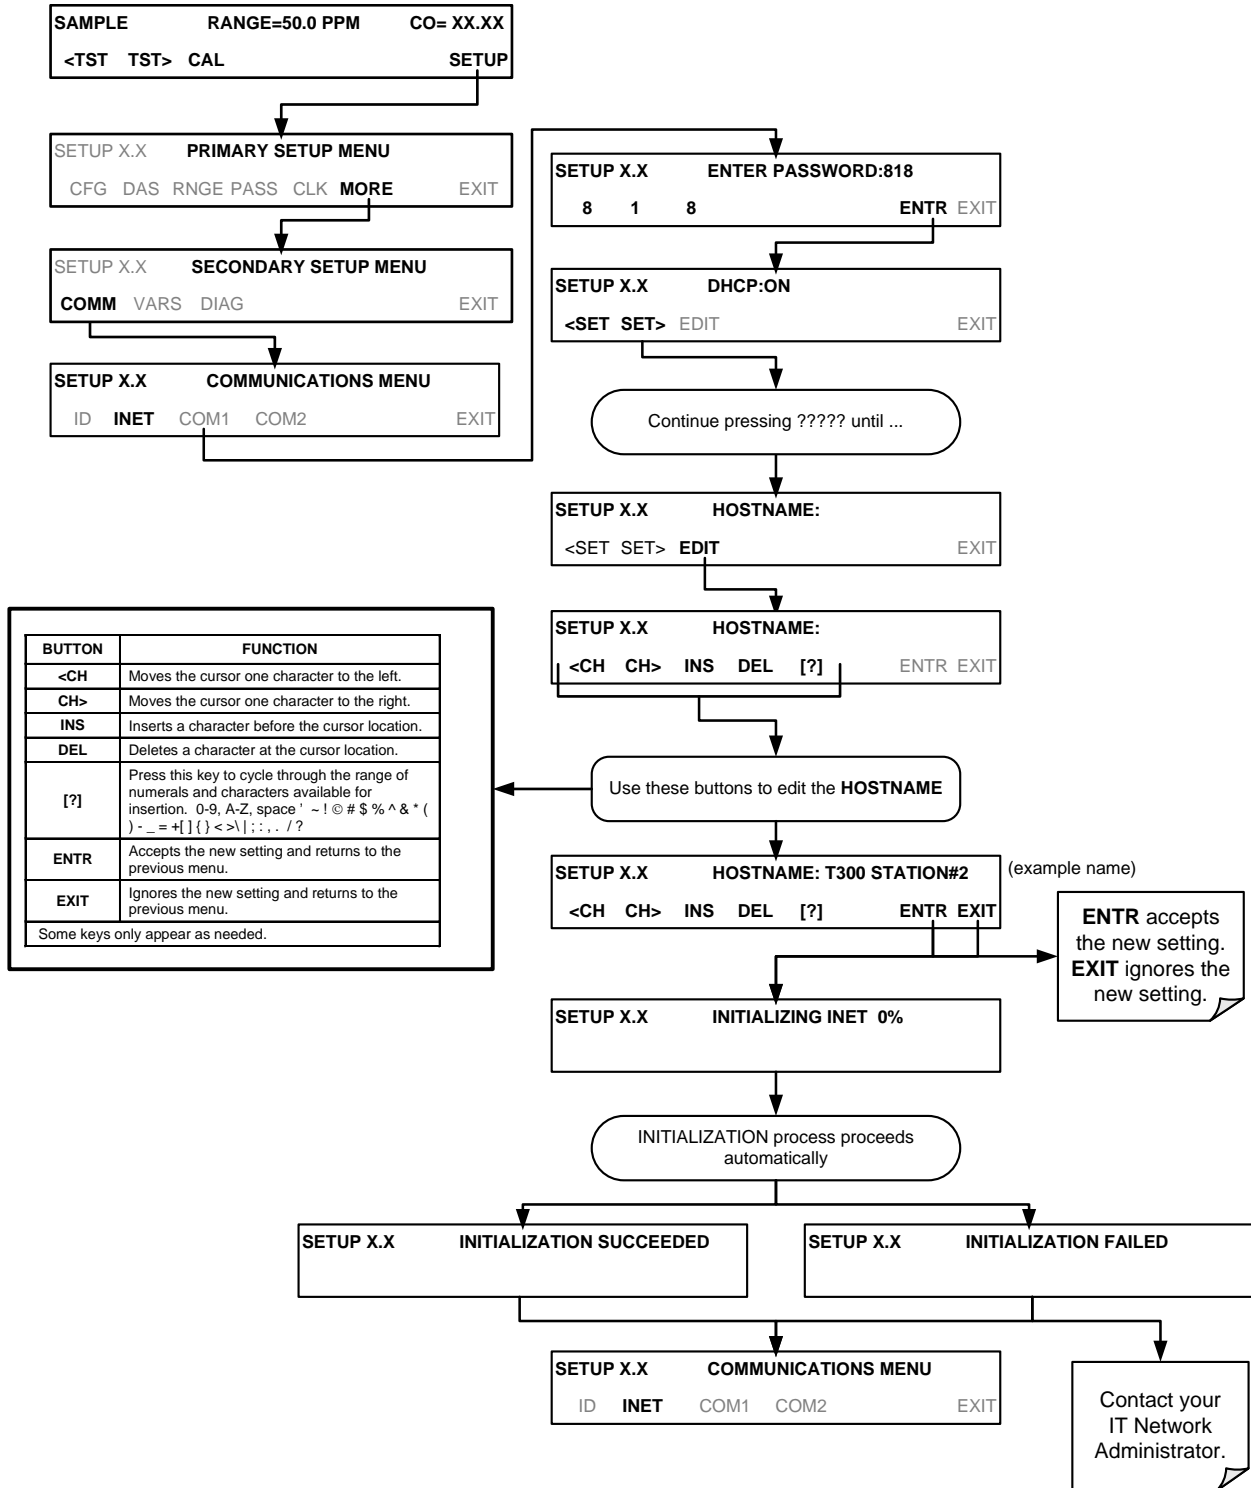 SAMPLE RANGE=50.0 PPM CO= XX.XX
<TST TST> CAL SETUP
SETUP X.X PRIMARY SETUP MENU
CFG DAS RNGE PASS CLK MORE EXIT
SETUP X.X SECONDARY SETUP MENU
COMM VARS DIAG EXIT
SETUP X.X COMMUNICATIONS MENU
ID INET COM1 COM2 EXIT
SETUP X.X ENTER PASSWORD:818
8 1 8 ENTR EXIT
SETUP X.X DHCP:ON
<SET SET> EDIT EXIT
Continue pressing ????? until ...
SETUP X.X HOSTNAME:
<SET SET> EDIT EXIT
SETUP X.X HOSTNAME:
<CH CH> INS DEL [?] ENTR EXIT
Use these buttons to edit the HOSTNAME
BUTTON FUNCTION
<CH Moves the cursor one character to the left.
CH> Moves the cursor one character to the right.
INS Inserts a character before the cursor location.
DEL Deletes a character at the cursor location.
[?] Press this key to cycle through the range of
numerals and characters available for
insertion. 0-9, A-Z, space ' ~ ! © # $ % ^ & * (
) - _ = +[ ] { } < >\ | ; : , . / ?
ENTR Accepts the new setting and returns to the
previous menu.
EXIT Ignores the new setting and returns to the
previous menu.
Some keys only appear as needed.
SETUP X.X HOSTNAME: T300 STATION#2 (example name)
<CH CH> INS DEL [?] ENTR EXIT
ENTR accepts
the new setting.
EXIT ignores the
new setting.
SETUP X.X INITIALIZING INET 0%
INITIALIZATION process proceeds
automatically
SETUP X.X INITIALIZATION SUCCEEDED
SETUP X.X INITIALIZATION FAILED
SETUP X.X COMMUNICATIONS MENU
ID INET COM1 COM2 EXIT
Contact your
IT Network
Administrator.